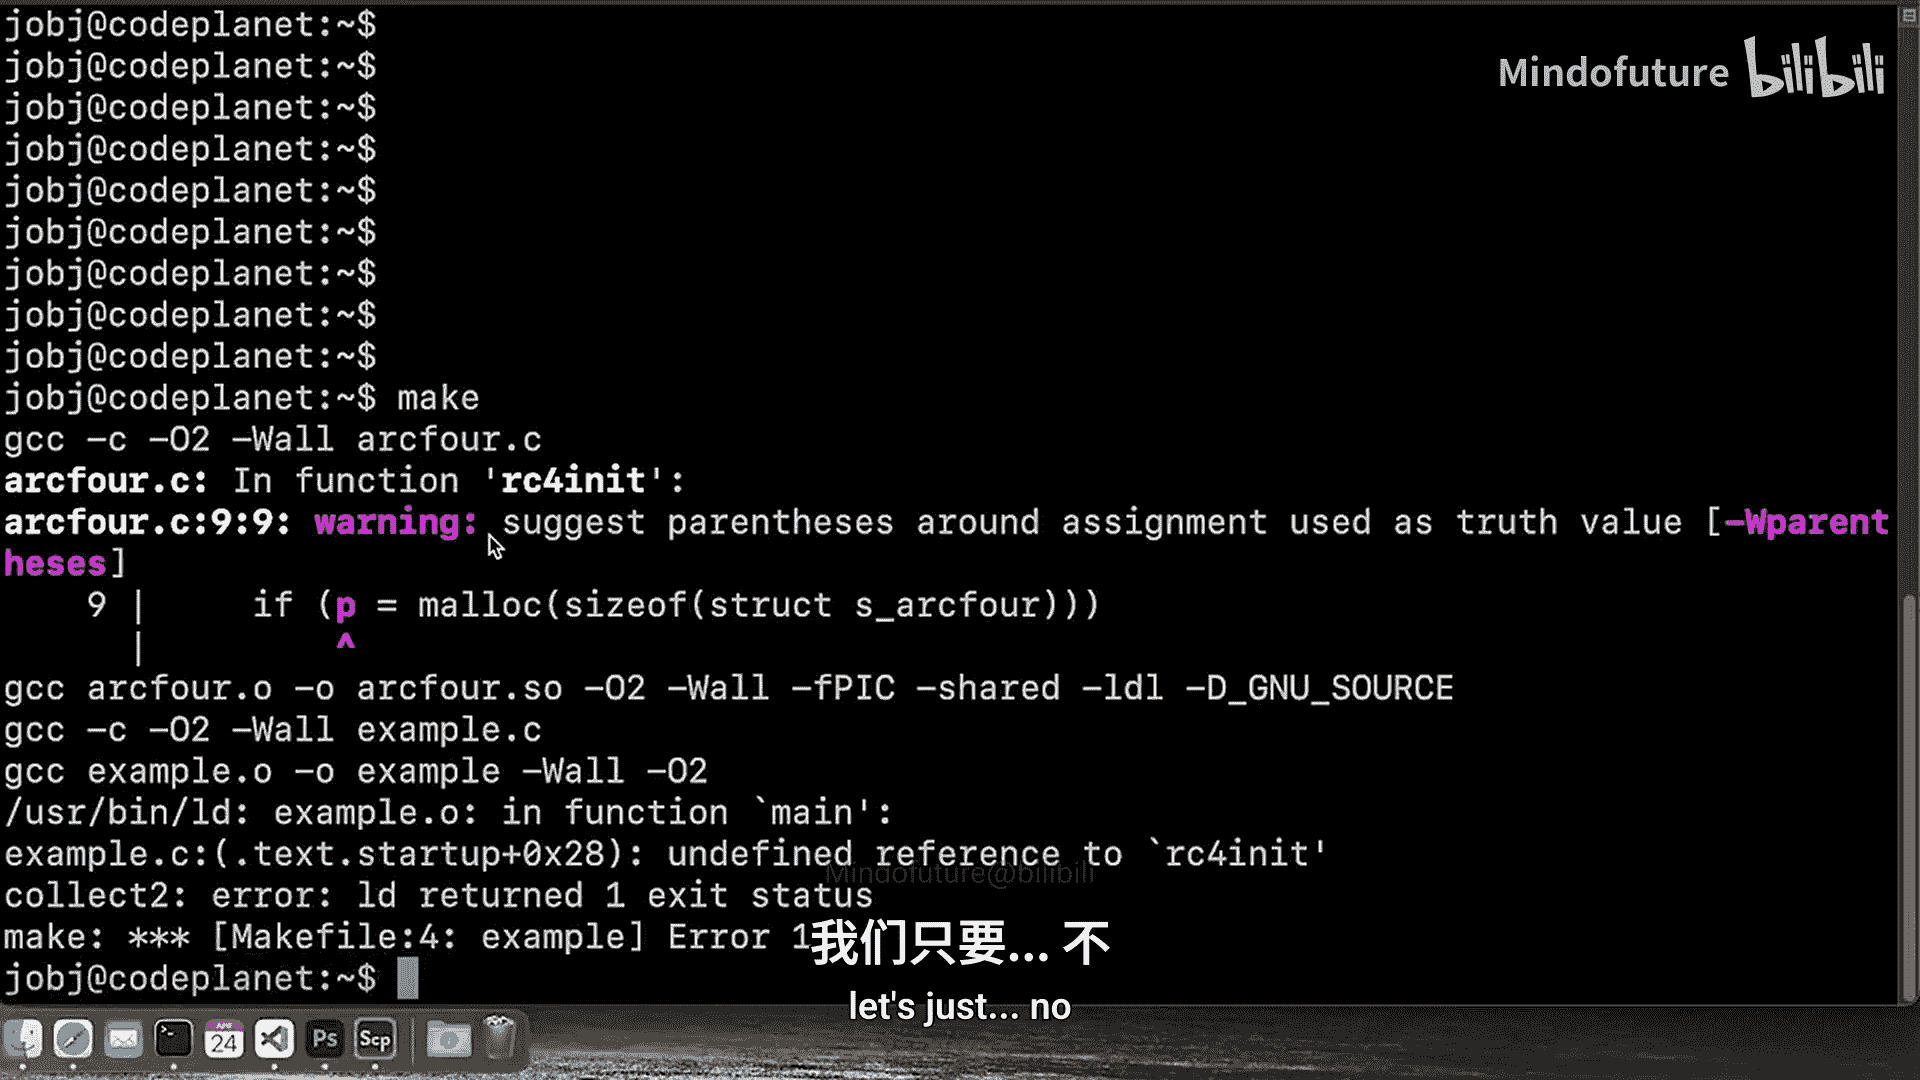 jobj@codeplanet:~$
jobj@codeplanet:~$
jobj@codeplanet:~$
jobj@codeplanet:~$
jobj@codeplanet:~$
jobj@codeplanet:~$
jobj@codeplanet:~$
jobj@codeplanet:~$
jobj@codeplanet:~$
jobj@codeplanet:~$ make
gcc -c -O2 -Wall arcfour.c
arcfour.c: In function 'rc4init':
arcfour.c:9:9: warning: suggest parentheses around assignment used as truth value [-Wparent
heses]
9 | if (p = malloc(sizeof(struct s_arcfour)))
| ^
gcc arcfour.o -o arcfour.so -O2 -Wall -fPIC -shared -ldl -D_GNU_SOURCE
gcc -c -O2 -Wall example.c
gcc example.o -o example -Wall -O2
/usr/bin/ld: example.o: in function `main':
example.c:(.text.startup+0x28): undefined reference to `rc4init'
collect2: error: ld returned 1 exit status
make: *** [Makefile:4: example] Error 1
jobj@codeplanet:~$
Mindofuture bilibili
Mindofuture@bilibili
我们只要... 不
let's just... no
APR
24
Ps
Scp